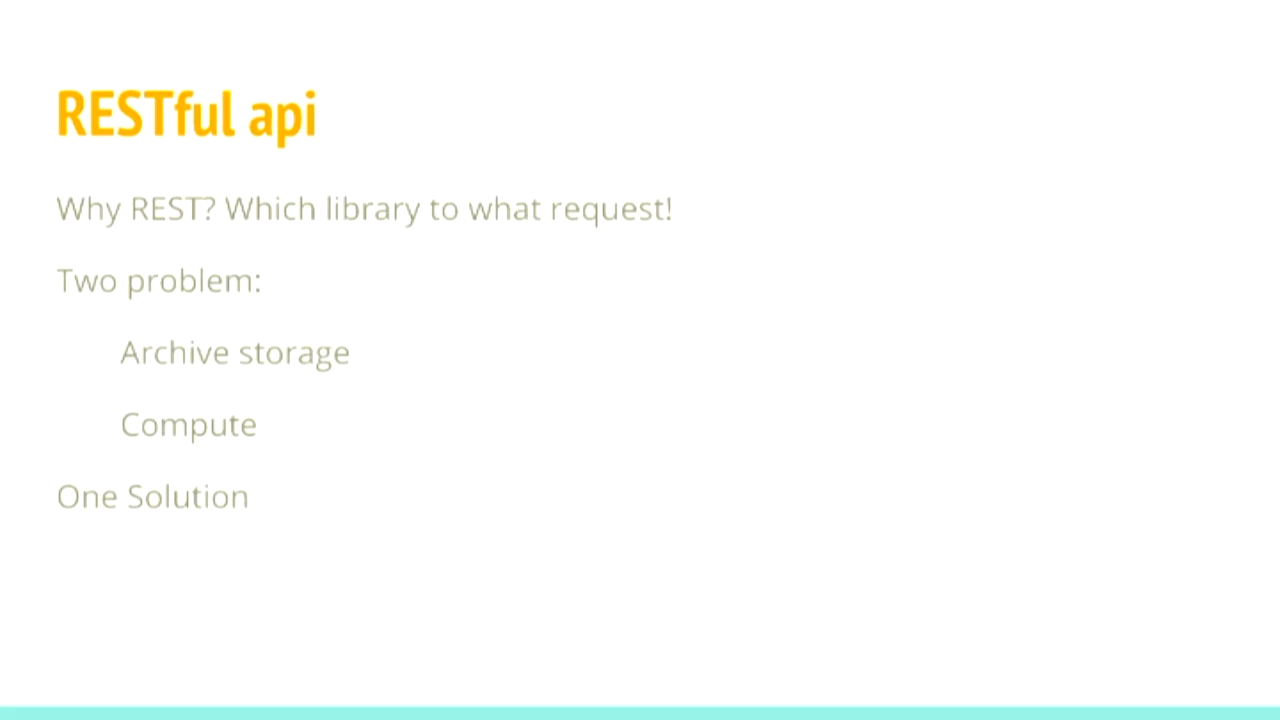 RESTful api
Why REST? Which library to what request!
Two problem:
Archive storage
Compute
One Solution